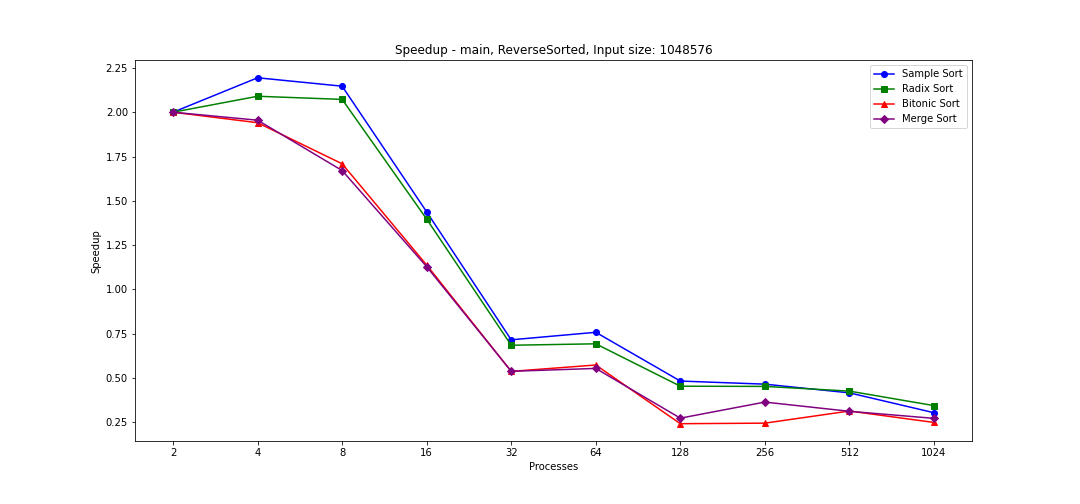 Speedup - main, ReverseSorted, Input size: 1048576
Sample Sort
Radix Sort
Bitonic Sort
Merge Sort
Speedup
2.25
2.00
1.75
1.50
1.25
1.00
0.75
0.50
0.25
2 4 8 16 32 64 128 256 512 1024
Processes